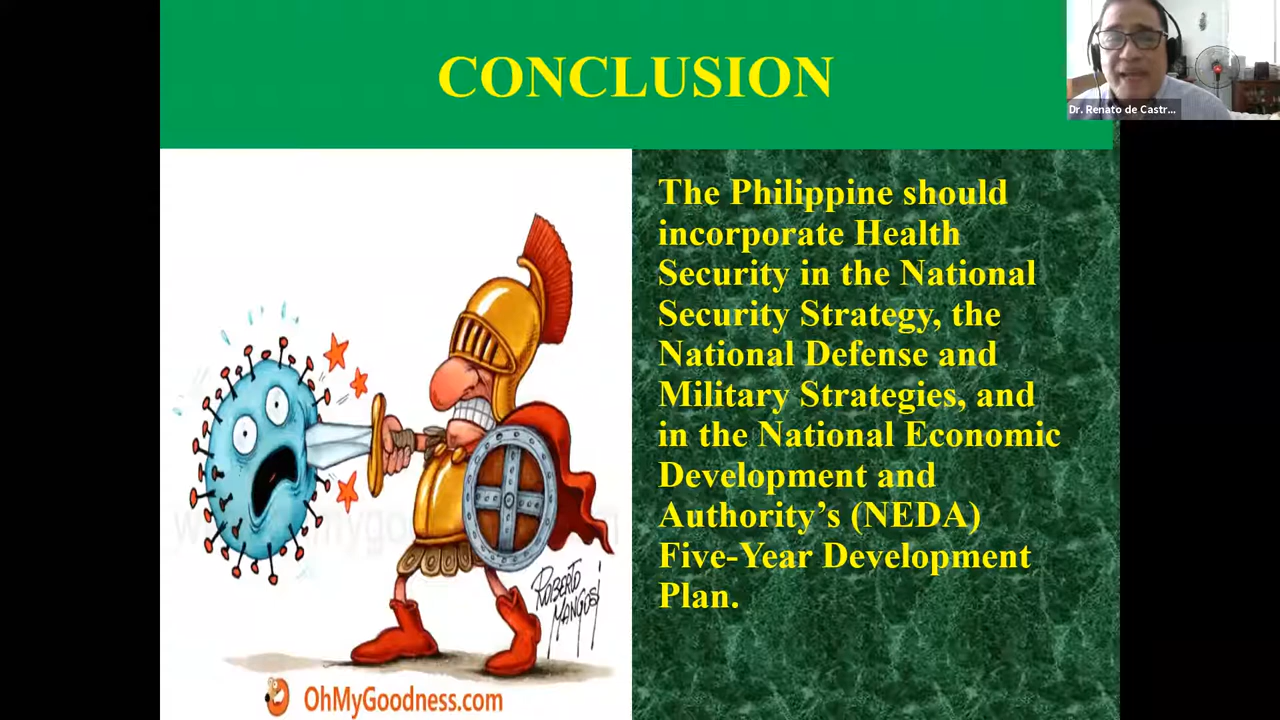 CONCLUSION
Dr. Renato de Castr...
The Philippine should
incorporate Health
Security in the National
Security Strategy, the
National Defense and
Military Strategies, and
in the National Economic
Development and
Authority’s (NEDA)
Five-Year Development
Plan.
ROBERTO
MANGOSI
OhMyGoodness.com